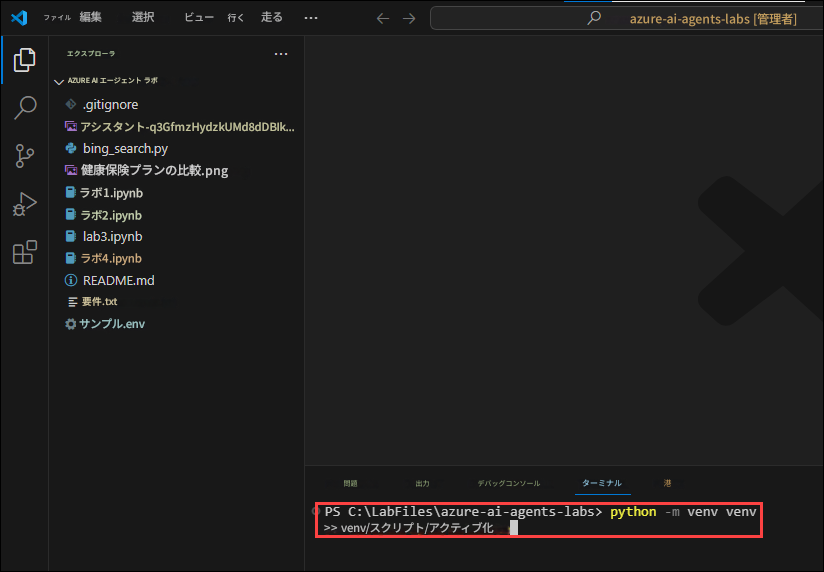 ファイル 編集 選択 ビュー 行く 走る ... ← → azure-ai-agents-labs [管理者]
エクスプローラ ...
AZURE AI エージェント ラボ
.gitignore
アシスタント-q3GfmzHydzkUMd8dDBlk...
bing_search.py
健康保険プランの比較.png
ラボ1.ipynb
ラボ2.ipynb
lab3.ipynb
ラボ4.ipynb
README.md
要件.txt
サンプル.env
問題 出力 デバッグコンソール ターミナル 港
PS C:\LabFiles\azure-ai-agents-labs> python -m venv venv
>> venv/スクリプト/アクティブ化